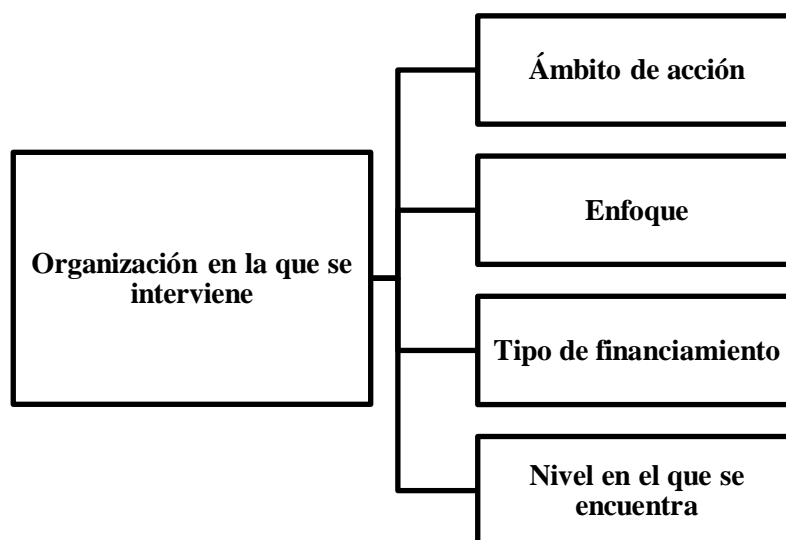 Organización en la que se
interviene
Ámbito de acción
Enfoque
Tipo de financiamiento
Nivel en el que se
encuentra